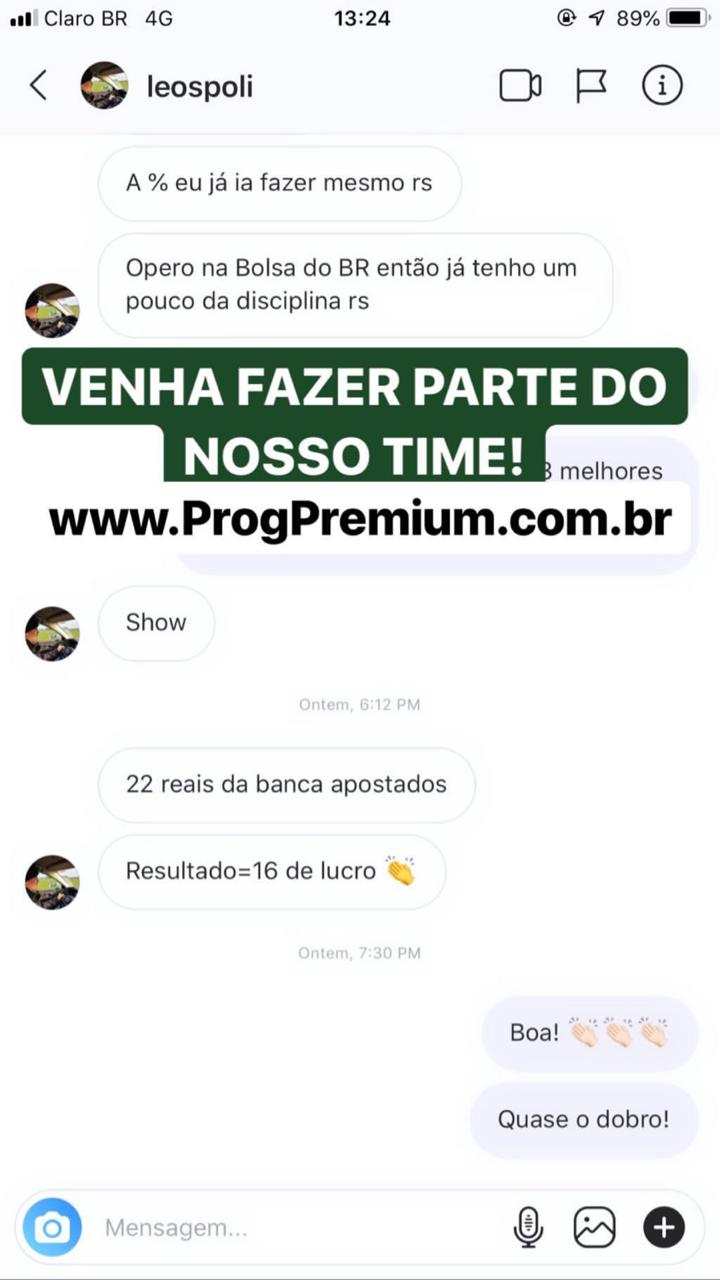 Claro BR 4G 13:24 89%
leospoli
A % eu já ia fazer mesmo rs
Opero na Bolsa do BR então já tenho um
pouco da disciplina rs
VENHA FAZER PARTE DO
NOSSO TIME!
3 melhores
www.ProgPremium.com.br
Show
Ontem, 6:12 PM
22 reais da banca apostados
Resultado=16 de lucro 👏
Ontem, 7:30 PM
Boa! 👏🏻👏🏻👏🏻
Quase o dobro!
Mensagem...